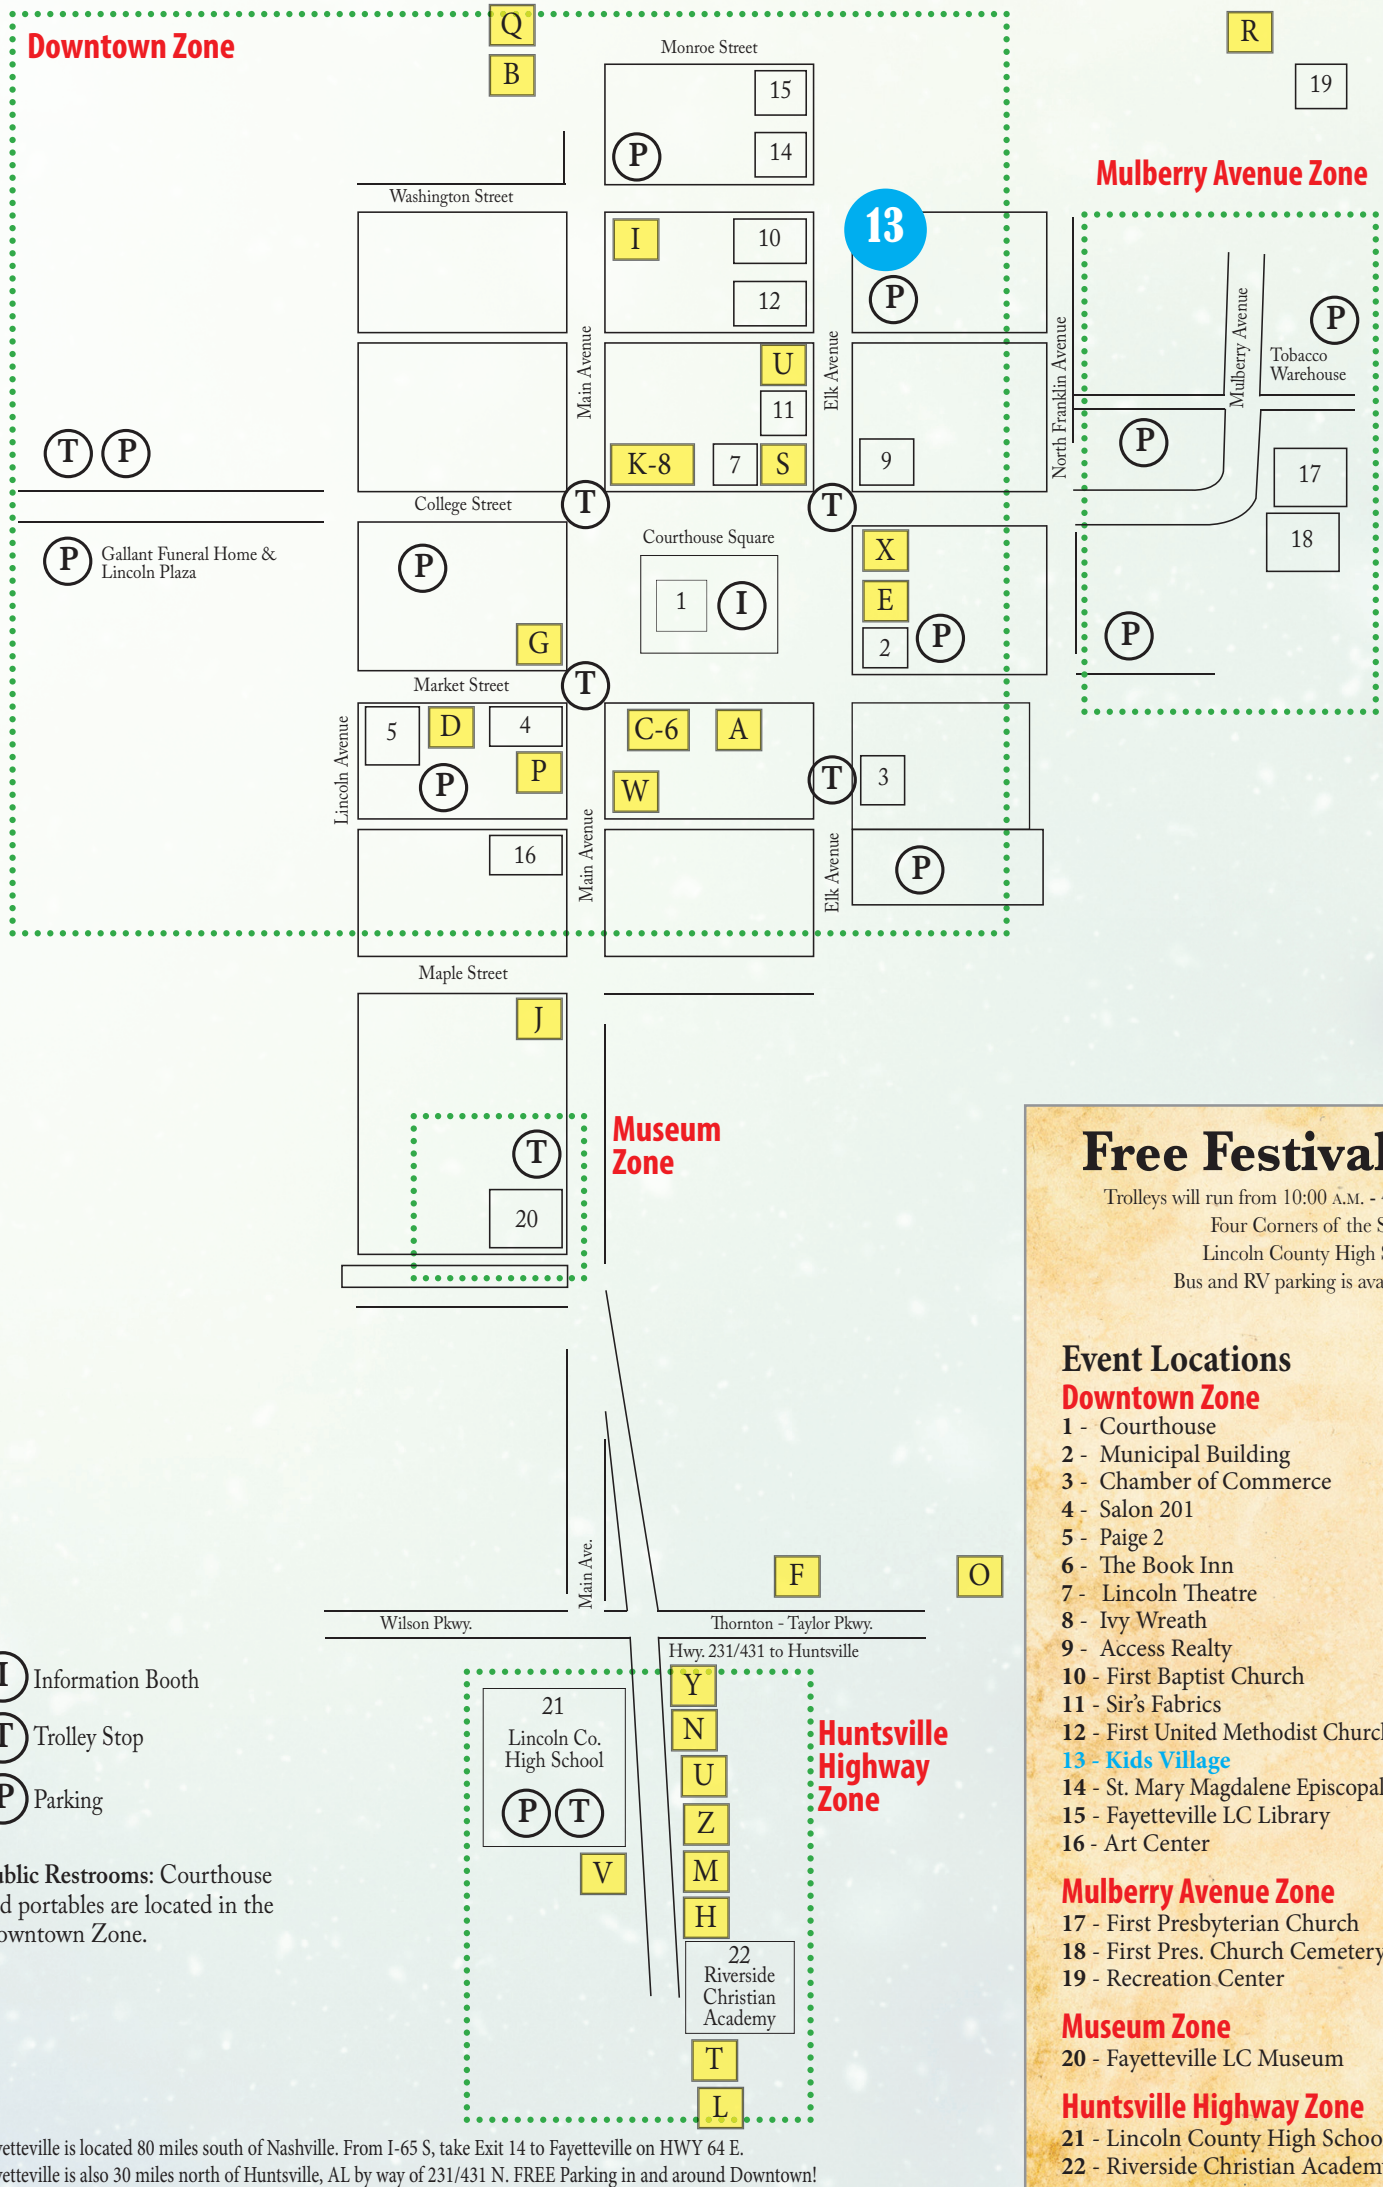 Q
Downtown Zone
B
Monroe Street
R
19
15
P
14
Mulberry Avenue Zone
Washington Street
I
10
13
12
P
Main Avenue
Elk Avenue
North Franklin Avenue
Mulberry Avenue
P
Tobacco
Warehouse
U
11
K-8
7
S
9
P
17
T
P
College Street
T
T
18
P
Gallant Funeral Home &
Lincoln Plaza
P
Courthouse Square
1
I
X
E
2
P
P
G
Market Street
T
Lincoln Avenue
5
D
4
P
P
C-6
A
W
T
3
16
Main Avenue
Elk Avenue
P
Maple Street
J
Museum
Zone
T
20
Main Ave.
F
O
Wilson Pkwy.
Thornton - Taylor Pkwy.
Hwy. 231/431 to Huntsville
21
Lincoln Co.
High School
P
T
V
Y
N
U
Z
M
H
22
Riverside
Christian
Academy
T
L
Huntsville
Highway
Zone
I Information Booth
T Trolley Stop
P Parking
ublic Restrooms: Courthouse
d portables are located in the
owntown Zone.
yetteville is located 80 miles south of Nashville. From I-65 S, take Exit 14 to Fayetteville on HWY 64 E.
yetteville is also 30 miles north of Huntsville, AL by way of 231/431 N. FREE Parking in and around Downtown!
Free Festival
Trolleys will run from 10:00 A.M. -
Four Corners of the S
Lincoln County High
Bus and RV parking is ava
Event Locations
Downtown Zone
1 - Courthouse
2 - Municipal Building
3 - Chamber of Commerce
4 - Salon 201
5 - Paige 2
6 - The Book Inn
7 - Lincoln Theatre
8 - Ivy Wreath
9 - Access Realty
10 - First Baptist Church
11 - Sir's Fabrics
12 - First United Methodist Church
13 - Kids Village
14 - St. Mary Magdalene Episcopal
15 - Fayetteville LC Library
16 - Art Center
Mulberry Avenue Zone
17 - First Presbyterian Church
18 - First Pres. Church Cemetery
19 - Recreation Center
Museum Zone
20 - Fayetteville LC Museum
Huntsville Highway Zone
21 - Lincoln County High Schoo
22 - Riverside Christian Academy